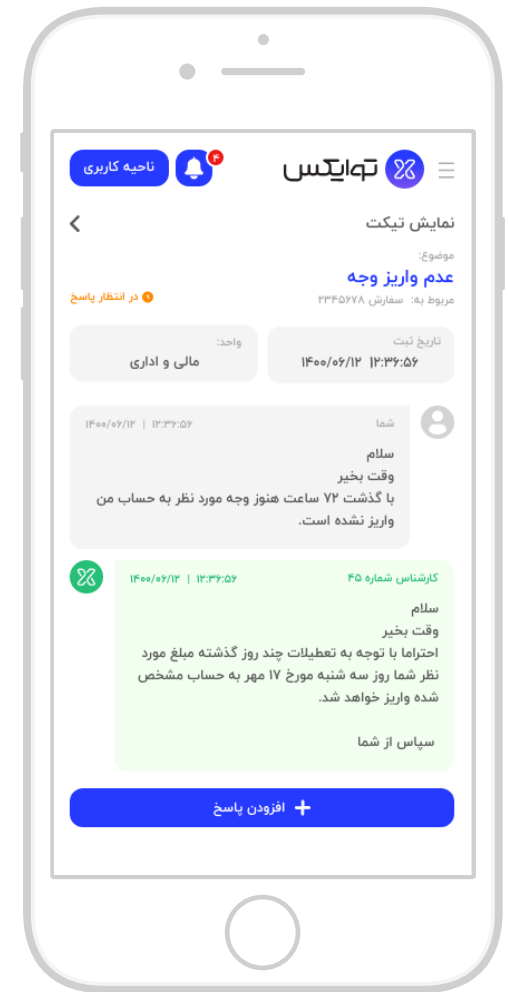 توایکس
۴
ناحیه کاربری
نمایش تیکت
موضوع:
عدم واریز وجه
مربوط به: سفارش ۲۳۴۵۶۷۸
در انتظار پاسخ
تاریخ ثبت
۱۴۰۰/۰۶/۱۲ | ۱۲:۳۶:۵۶
واحد:
مالی و اداری
شما
۱۴۰۰/۰۶/۱۲ | ۱۲:۳۶:۵۶
سلام
وقت بخیر
با گذشت ۷۲ ساعت هنوز وجه مورد نظر به حساب من
واریز نشده است.
کارشناس شماره ۴۵
۱۴۰۰/۰۶/۱۲ | ۱۲:۳۶:۵۶
سلام
وقت بخیر
احتراما با توجه به تعطیلات چند روز گذشته مبلغ مورد
نظر شما روز سه شنبه مورخ ۱۷ مهر به حساب مشخص
شده واریز خواهد شد.
سپاس از شما
افزودن پاسخ